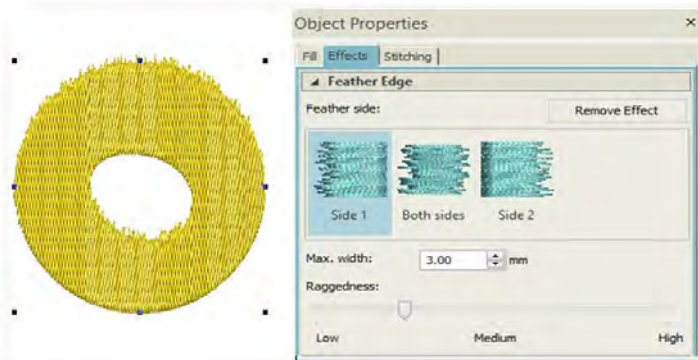 Object Properties ×
Fill Effects Stitching
Feather Edge
Feather side: Remove Effect
Side 1 Both sides Side 2
Max. width: 3.00 mm
Raggedness:
Low Medium High